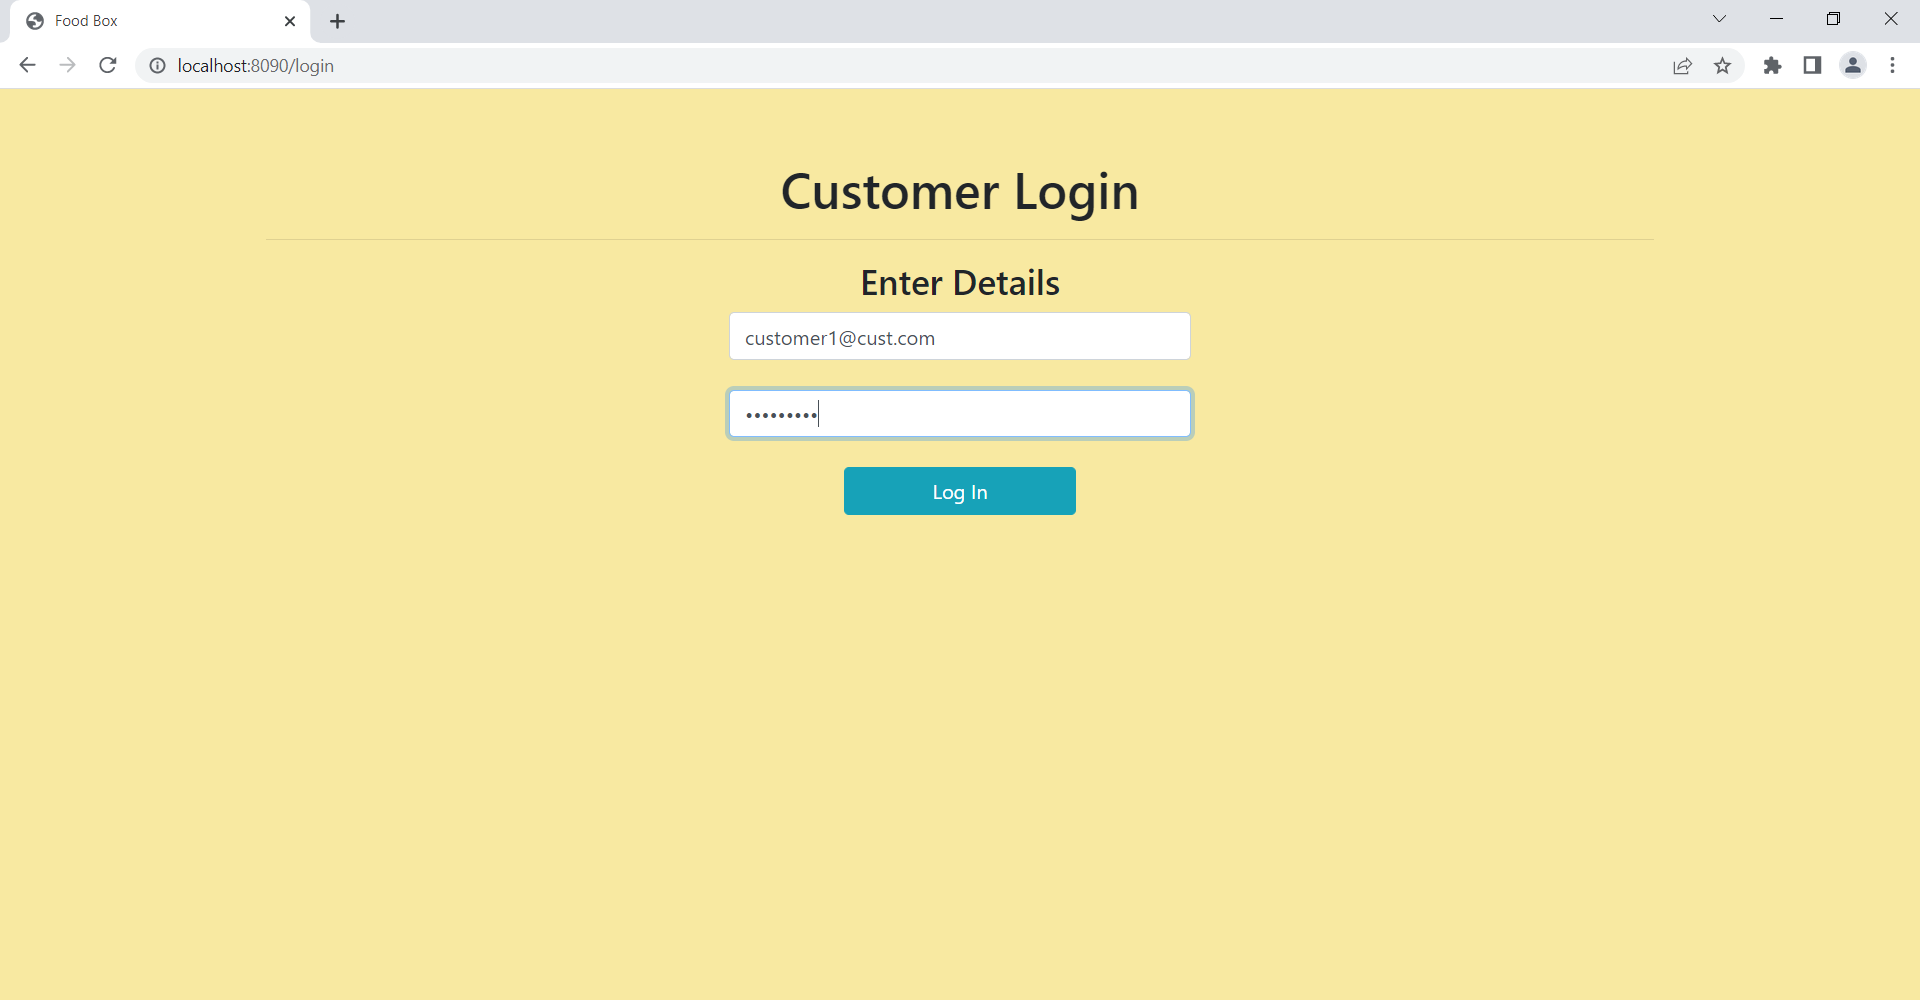 Food Box
localhost:8090/login
Customer Login
Enter Details
customer1@cust.com
•••••••••
Log In